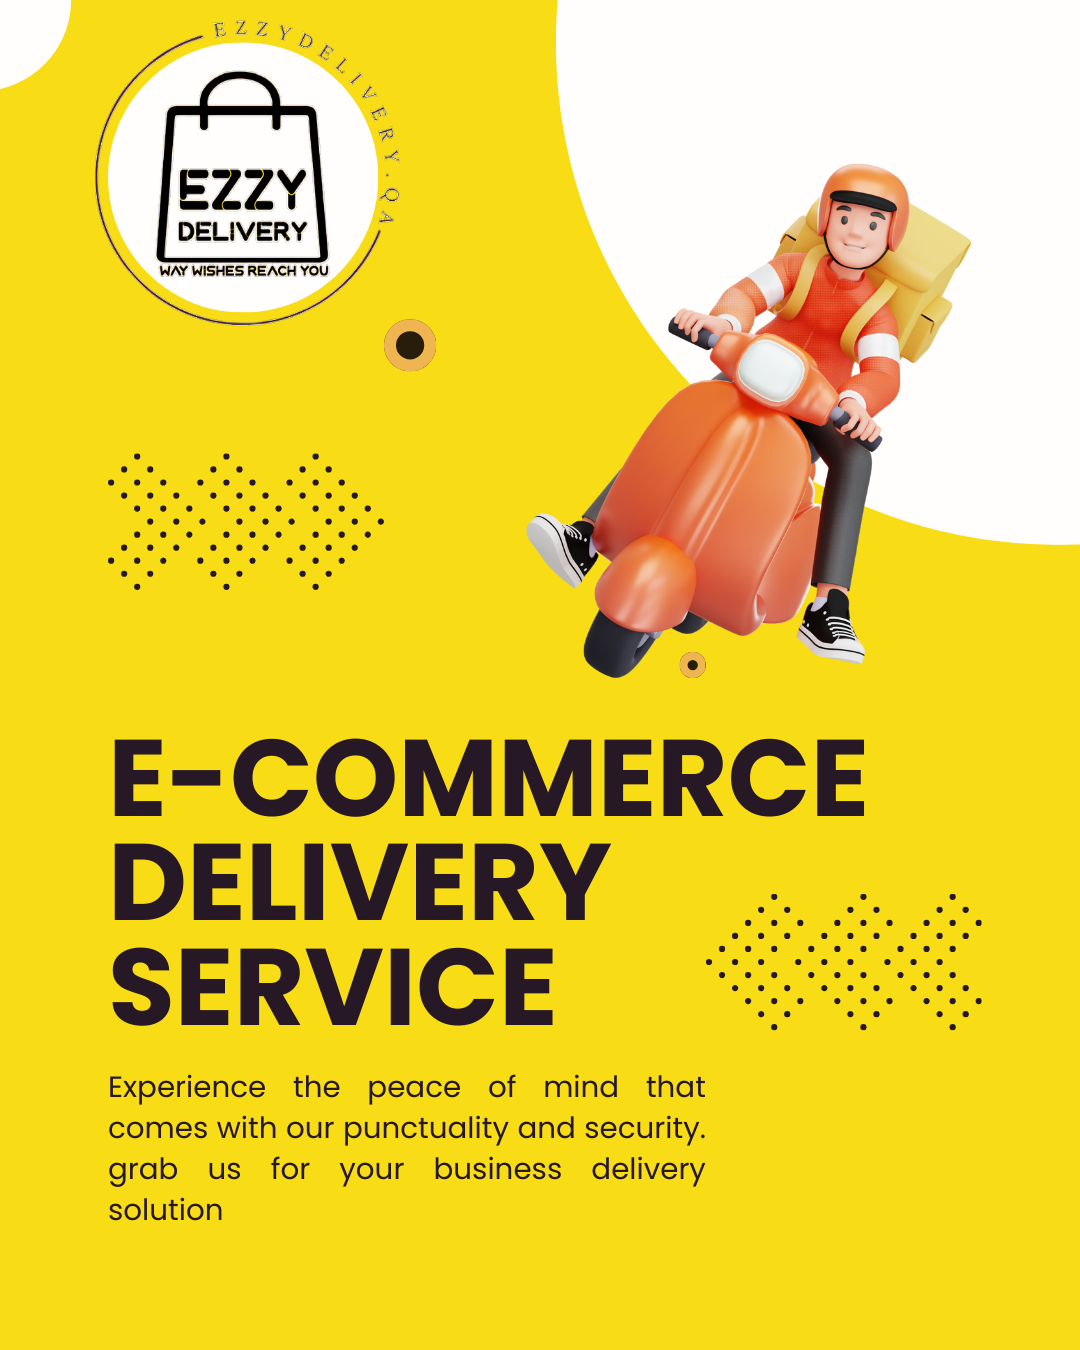 EZZYDELIVERY.QA
EZZY
DELIVERY
WAY WISHES REACH YOU
E-COMMERCE
DELIVERY
SERVICE
Experience the peace of mind that
comes with our punctuality and security.
grab us for your business delivery
solution